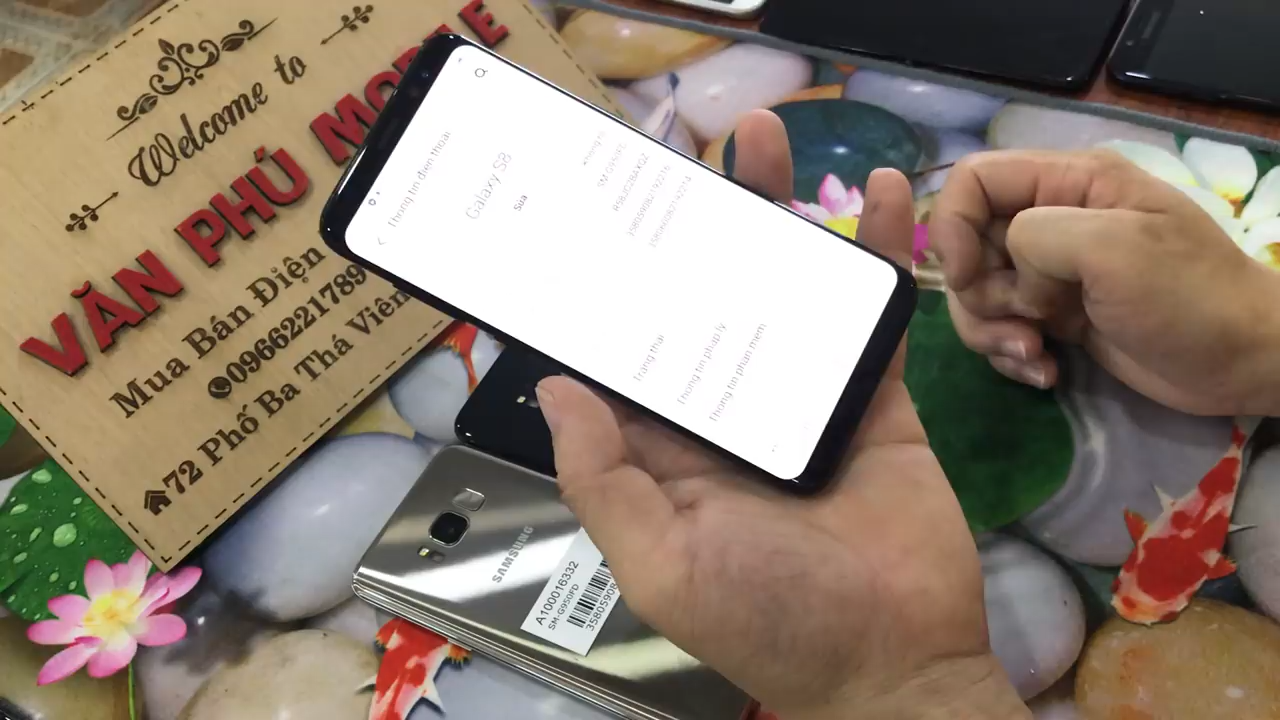 Welcome to
VĂN PHÚ MOBILE
Mua Bán Điện
0966221789
72 Phố Ba Thá Viên
Thông tin điện thoại
Galaxy S8
Sửa
Trạng thái
Thông tin pháp lý
Thông tin phần mềm
SAMSUNG
A100016332
SM-G950FD
35805908